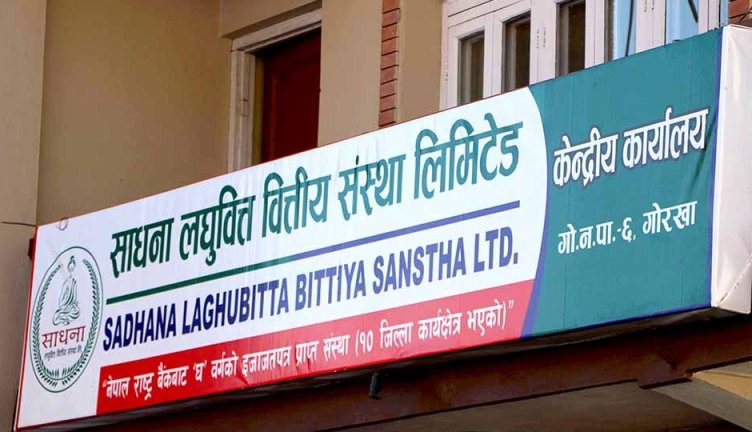 साधना लघुवित्त वित्तीय संस्था लिमिटेड
SADHANA LAGHUBITTA BITTIYA SANSTHA LTD.
"नेपाल राष्ट्र बैंकबाट 'घ' वर्गको इजाजतपत्र प्राप्त संस्था (१० जिल्ला कार्यक्षेत्र भएको)"
केन्द्रीय कार्यालय
गो.न.पा.-६, गोरखा
साधना
लघुवित्त वित्तीय संस्था लि.